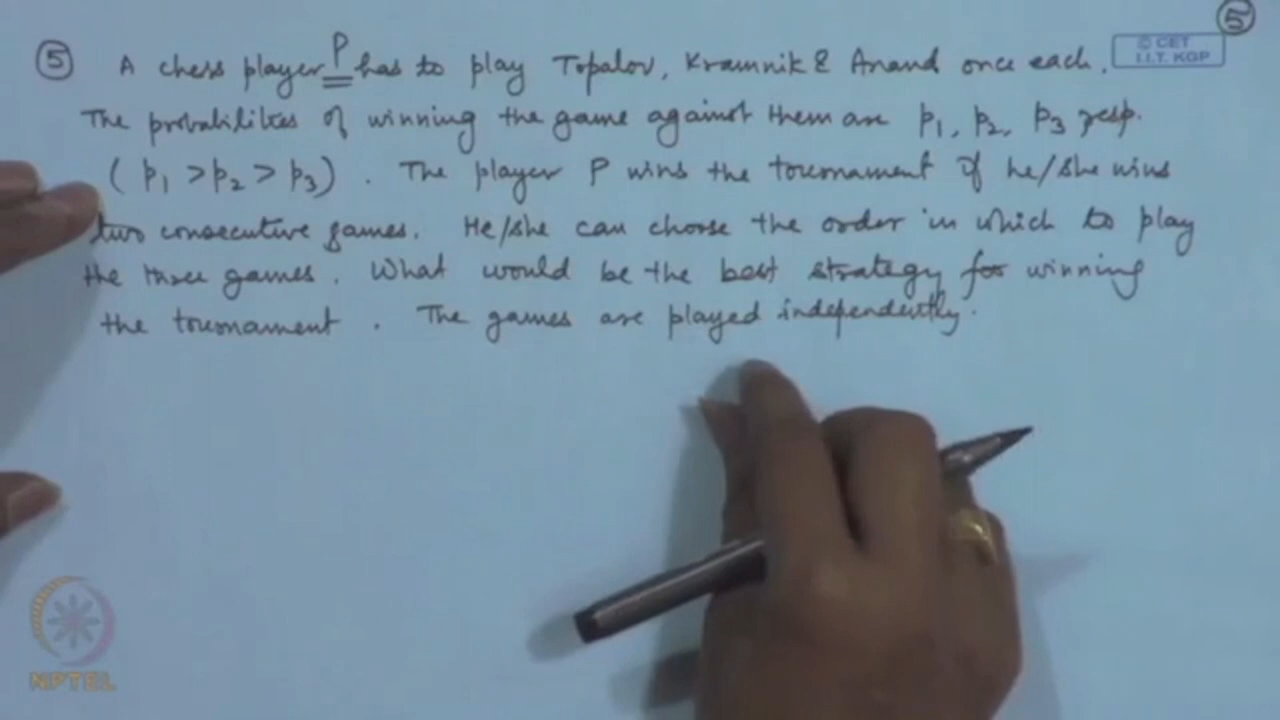 5
5 A chess player P has to play Topalov, Kramnik & Anand once each.
© CET
I.I.T. KGP
The probabilities of winning the game against them are p1, p2, p3 resp.
(p1 > p2 > p3). The player P wins the tournament if he/she wins
two consecutive games. He/she can choose the order in which to play
the three games. What would be the best strategy for winning
the tournament. The games are played independently.
NPTEL